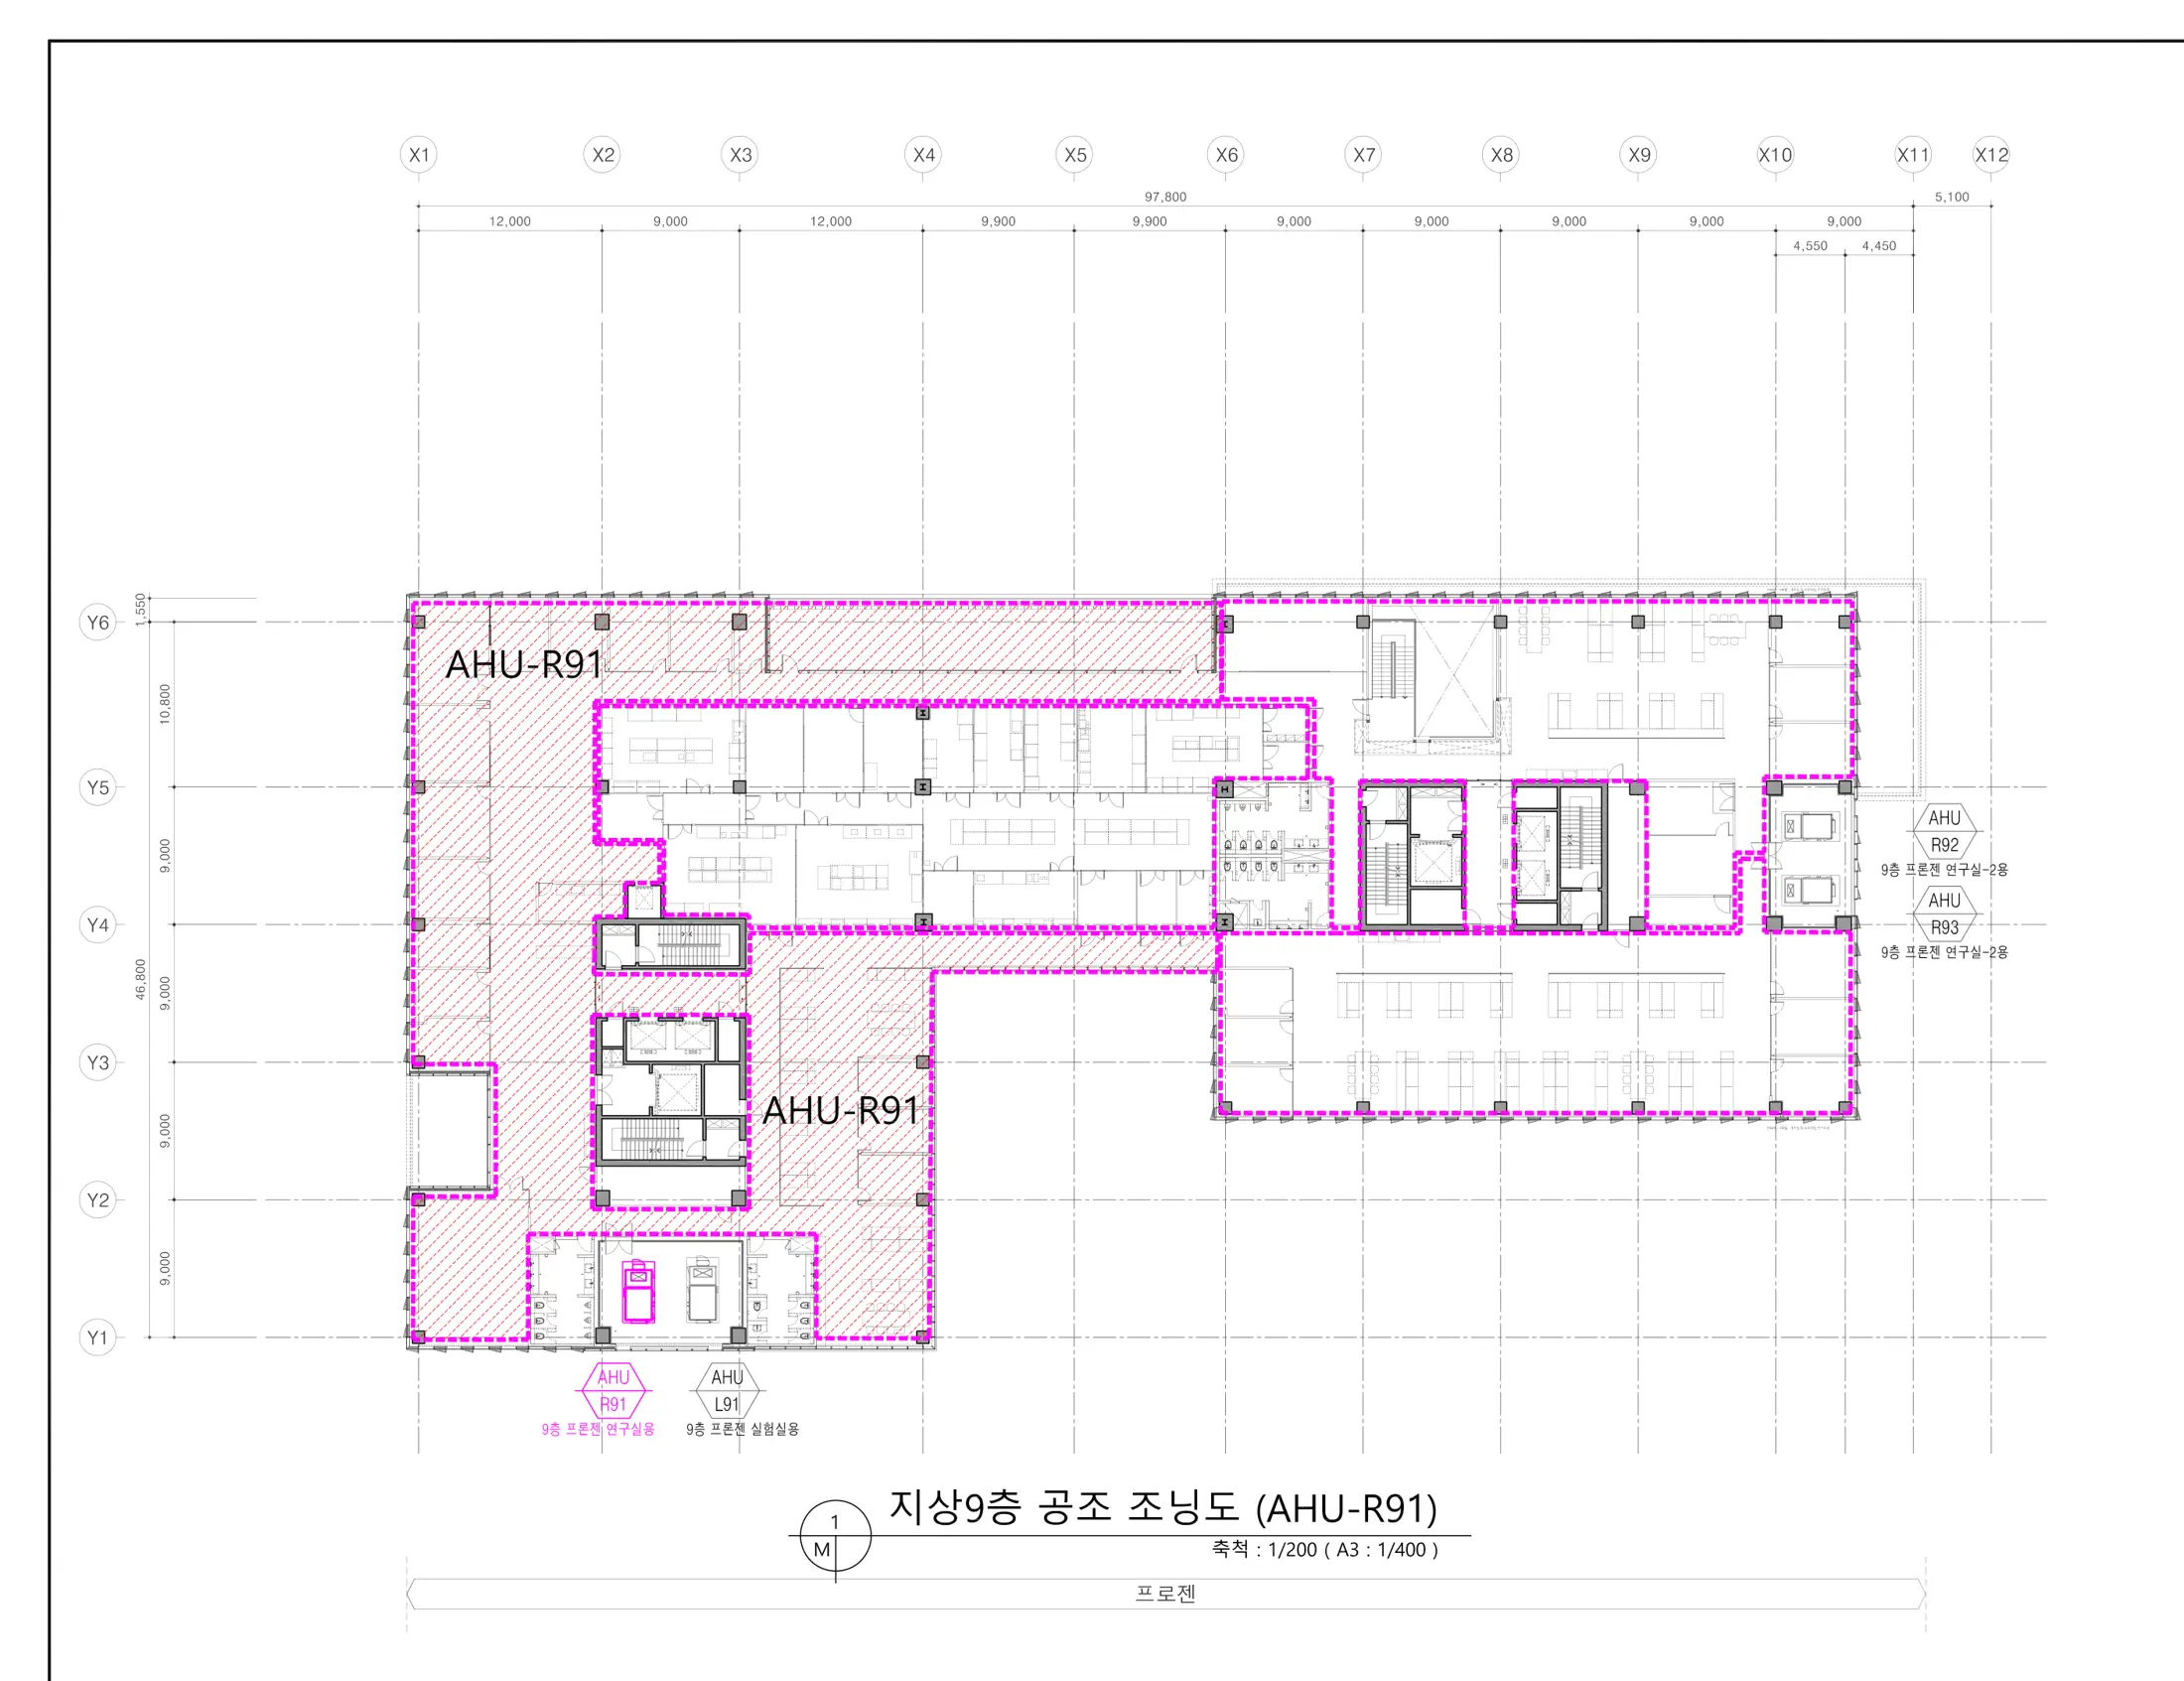 X1 X2 X3 X4 X5 X6 X7 X8 X9 X10 X11 X12
97,800 5,100
12,000 9,000 12,000 9,900 9,900 9,000 9,000 9,000 9,000 9,000
4,550 4,450
Y6
1,550
AHU-R91
10,800
Y5
AHU
R92
9층 프론젠 연구실-2용
9,000
AHU
R93
9층 프론젠 연구실-2용
Y4
46,800
9,000
Y3
AHU-R91
9,000
Y2
9,000
Y1
AHU
R91
9층 프론젠 연구실용
AHU
L91
9층 프론젠 실험실용
1
M
지상9층 공조 조닝도 (AHU-R91)
축척 : 1/200 ( A3 : 1/400 )
프로젠